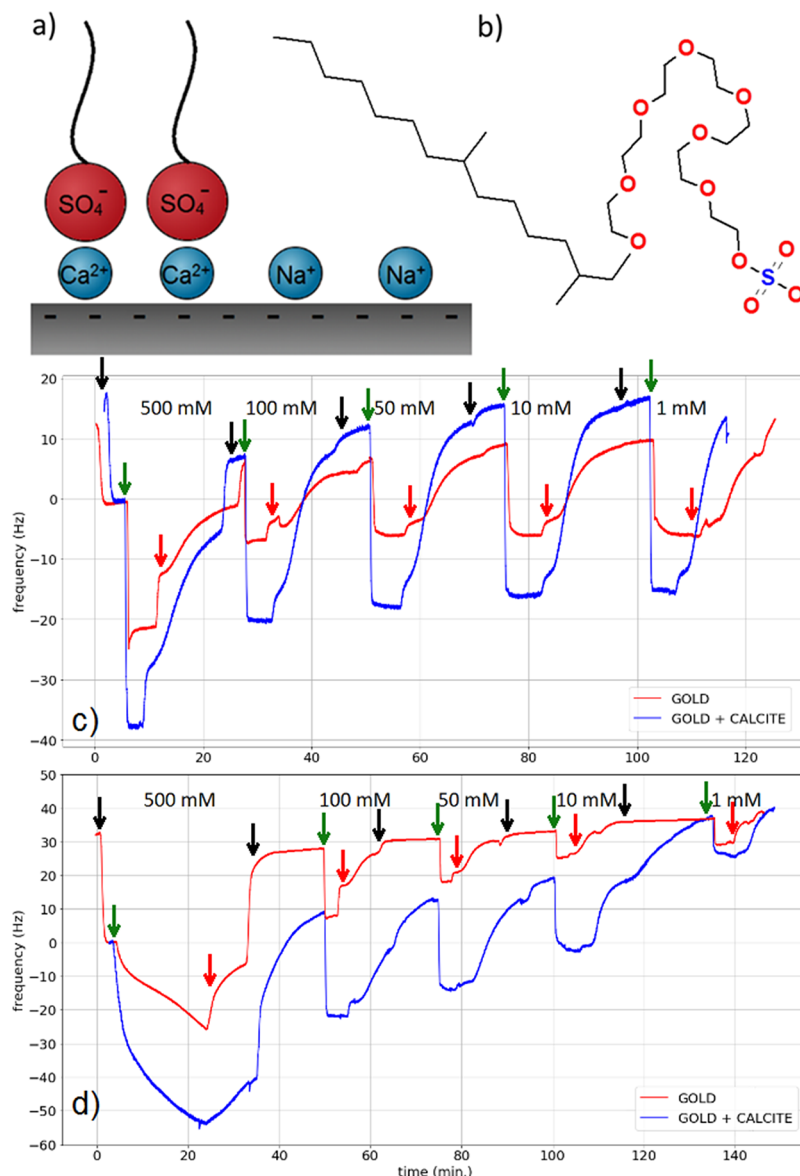 a)
b)
SO₄⁻ SO₄⁻
Ca²⁺ Ca²⁺ Na⁺ Na⁺
- - - - - - - - -
O
O
O
O
O
O
O
O
O
O
S
O
O
500 mM 100 mM 50 mM 10 mM 1 mM
20
10
0
−10
−20
−30
−40
frequency (Hz)
c)
GOLD
GOLD + CALCITE
0 20 40 60 80 100 120
500 mM 100 mM 50 mM 10 mM 1 mM
50
40
30
20
10
0
−10
−20
−30
−40
−50
−60
frequency (Hz)
d)
GOLD
GOLD + CALCITE
0 20 40 60 80 100 120 140
time (min.)